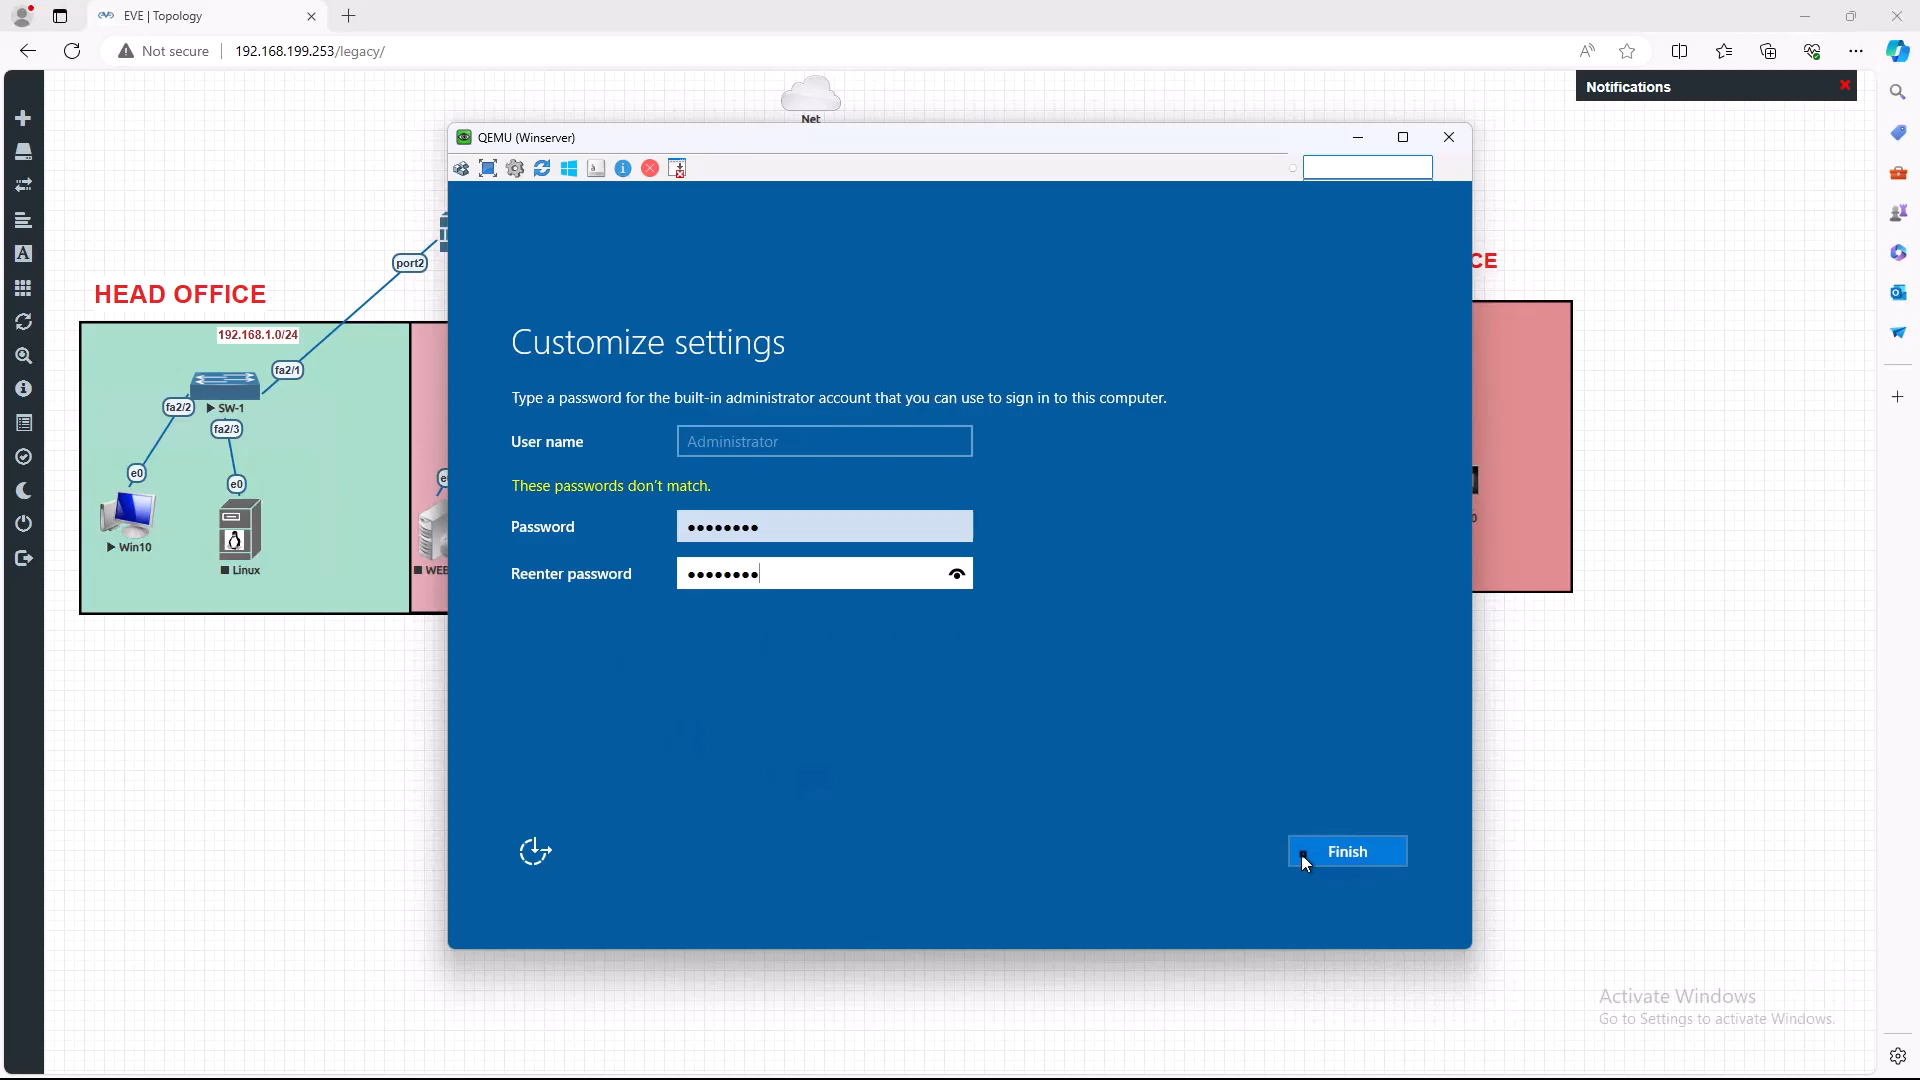 EVE | Topology
Not secure
192.168.199.253/legacy/
Notifications
Net
QEMU (Winserver)
port2
CE
HEAD OFFICE
192.168.1.0/24
fa2/1
SW-1
fa2/2
fa2/3
e0
e0
Win10
Linux
WEB
Customize settings
Type a password for the built-in administrator account that you can use to sign in to this computer.
User name
Administrator
These passwords don't match.
Password
Reenter password
Finish
Activate Windows
Go to Settings to activate Windows.